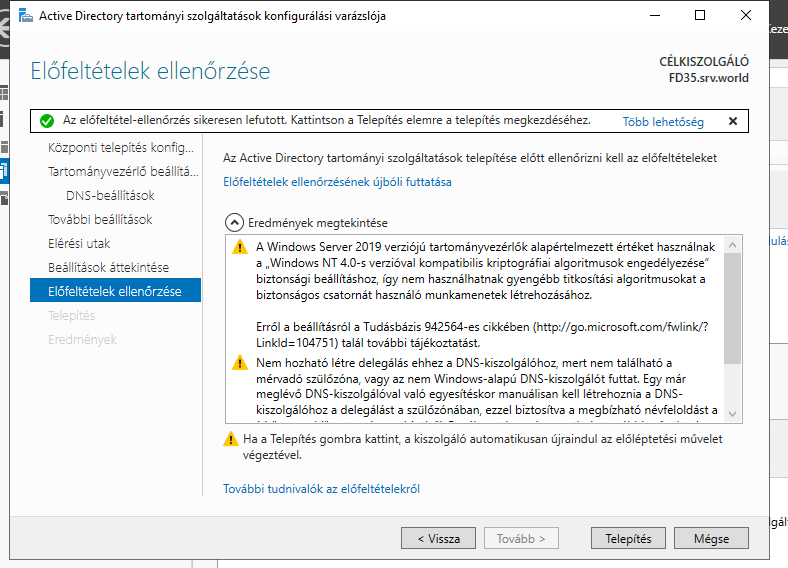 Active Directory tartományi szolgáltatások konfigurálási varázslója
Előfeltételek ellenőrzése
CÉLKISZOLGÁLÓ
FD35.srv.world
Az előfeltétel-ellenőrzés sikeresen lefutott. Kattintson a Telepítés elemre a telepítés megkezdéséhez.
Több lehetőség
Központi telepítés konfig...
Tartományvezérlő beállítá...
DNS-beállítások
További beállítások
Elérési utak
Beállítások áttekintése
Előfeltételek ellenőrzése
Telepítés
Eredmények
Az Active Directory tartományi szolgáltatások telepítése előtt ellenőrizni kell az előfeltételeket
Előfeltételek ellenőrzésének újbóli futtatása
Eredmények megtekintése
A Windows Server 2019 verziójú tartományvezérlők alapértelmezett értéket használnak
a „Windows NT 4.0-s verzióval kompatibilis kriptográfiai algoritmusok engedélyezése”
biztonsági beállításhoz, így nem használhatnak gyengébb titkosítási algoritmusokat a
biztonságos csatornát használó munkamenetek létrehozásához.
Erről a beállításról a Tudásbázis 942564-es cikkében (http://go.microsoft.com/fwlink/?
LinkId=104751) talál további tájékoztatást.
Nem hozható létre delegálás ehhez a DNS-kiszolgálóhoz, mert nem található a
mérvadó szülőzóna, vagy az nem Windows-alapú DNS-kiszolgálót futtat. Egy már
meglévő DNS-kiszolgálóval való egyesítéskor manuálisan kell létrehoznia a DNS-
kiszolgálóhoz a delegálást a szülőzónában, ezzel biztosítva a megbízható névfeloldást a
Ha a Telepítés gombra kattint, a kiszolgáló automatikusan újraindul az előléptetési művelet
végeztével.
További tudnivalók az előfeltételekről
< Vissza
Tovább >
Telepítés
Mégse